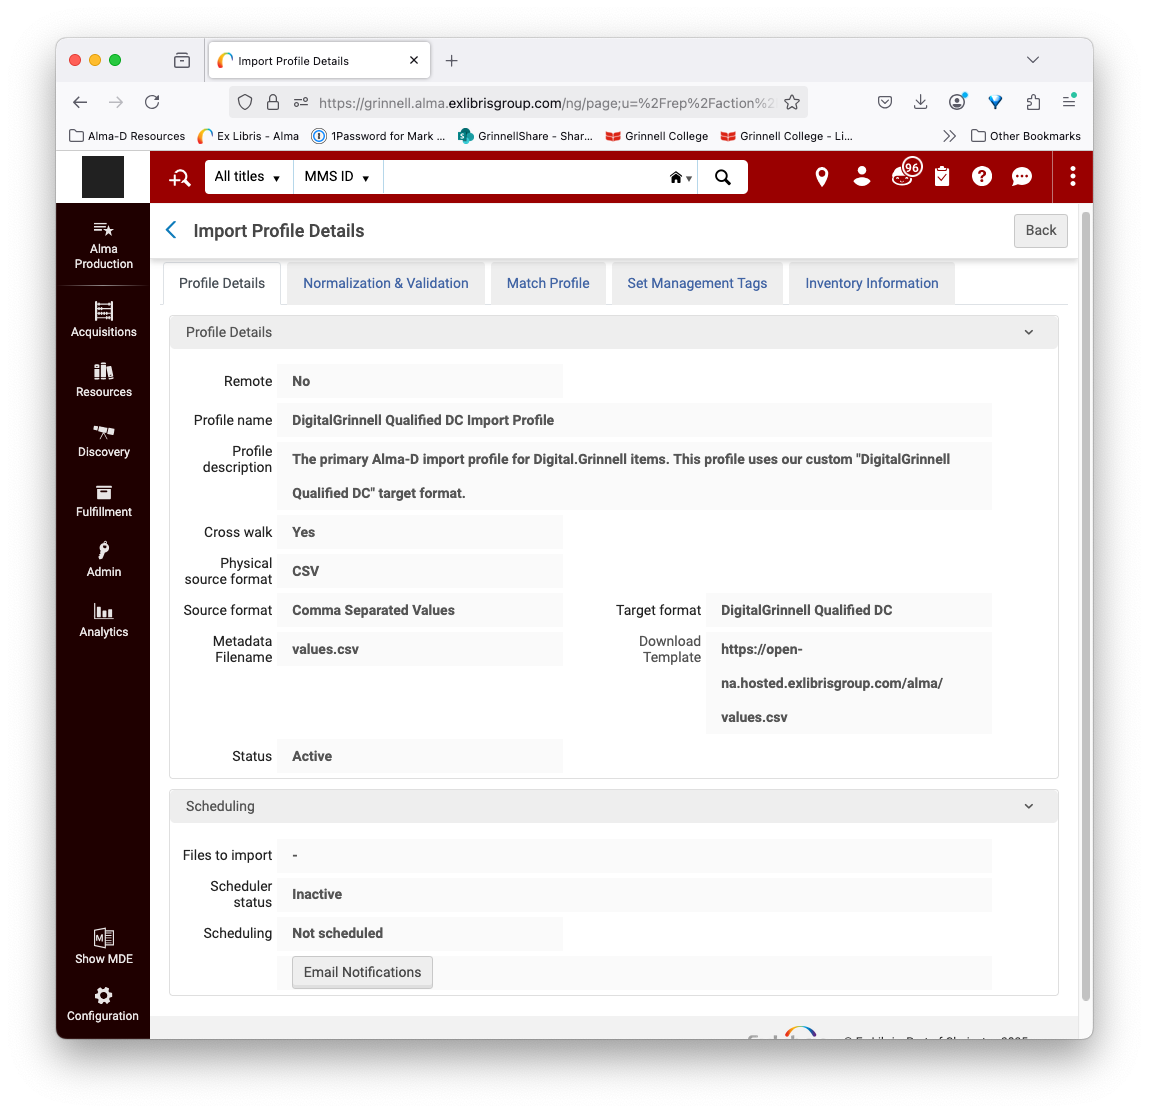 Import Profile Details
https://grinnell.alma.exlibrisgroup.com/ng/page;u=%2Frep%2Faction%2
Alma-D Resources
Ex Libris - Alma
1Password for Mark ...
GrinnellShare - Shar...
Grinnell College
Grinnell College - Li...
Other Bookmarks
All titles
MMS ID
96
Alma
Production
Acquisitions
Resources
Discovery
Fulfillment
Admin
Analytics
Show MDE
Configuration
Import Profile Details
Back
Profile Details
Normalization & Validation
Match Profile
Set Management Tags
Inventory Information
Profile Details
Remote
No
Profile name
DigitalGrinnell Qualified DC Import Profile
Profile
description
The primary Alma-D import profile for Digital.Grinnell items. This profile uses our custom "DigitalGrinnell
Qualified DC" target format.
Cross walk
Yes
Physical
source format
CSV
Source format
Comma Separated Values
Target format
DigitalGrinnell Qualified DC
Metadata
Filename
values.csv
Download
Template
https://open-
na.hosted.exlibrisgroup.com/alma/
values.csv
Status
Active
Scheduling
Files to import
-
Scheduler
status
Inactive
Scheduling
Not scheduled
Email Notifications